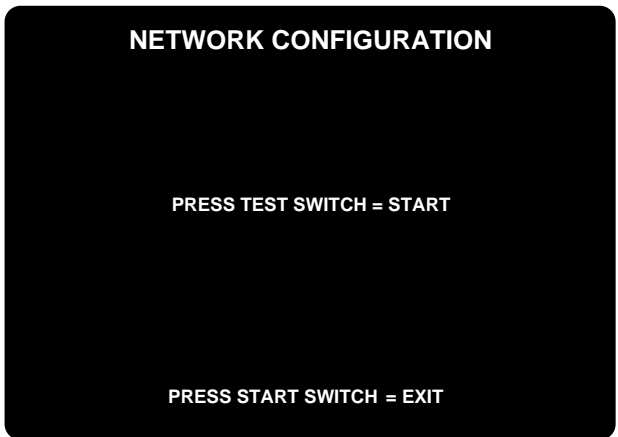 NETWORK CONFIGURATION
PRESS TEST SWITCH = START
PRESS START SWITCH = EXIT